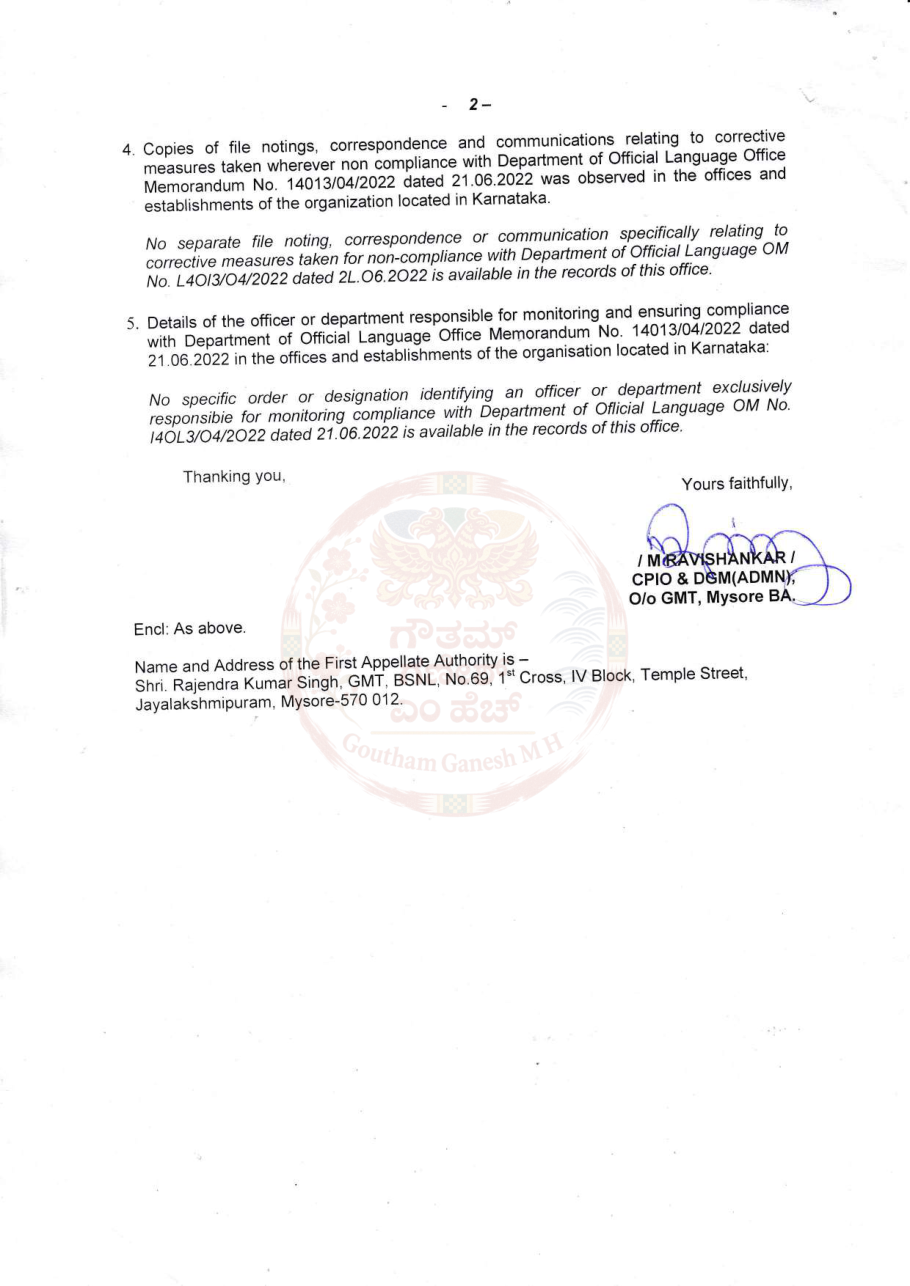 - 2 –
4. Copies of file notings, correspondence and communications relating to corrective
measures taken wherever non compliance with Department of Official Language Office
Memorandum No. 14013/04/2022 dated 21.06.2022 was observed in the offices and
establishments of the organization located in Karnataka.
No separate file noting, correspondence or communication specifically relating to
corrective measures taken for non-compliance with Department of Official Language OM
No. L4OI3/O4/2022 dated 2L.O6.2O22 is available in the records of this office.
5. Details of the officer or department responsible for monitoring and ensuring compliance
with Department of Official Language Office Memorandum No. 14013/04/2022 dated
21.06.2022 in the offices and establishments of the organisation located in Karnataka:
No specific order or designation identifying an officer or department exclusively
responsibie for monitoring compliance with Department of Oflicial Language OM No.
I4OL3/O4/2O22 dated 21.06.2022 is available in the records of this office.
Thanking you,
Yours faithfully,
/ M RAVISHANKAR /
CPIO & DGM(ADMN),
O/o GMT, Mysore BA.
Encl: As above.
Name and Address of the First Appellate Authority is –
Shri. Rajendra Kumar Singh, GMT, BSNL, No.69, 1st Cross, IV Block, Temple Street,
Jayalakshmipuram, Mysore-570 012.
ಗೌತಮ್
ಎಂ ಹೆಚ್
Goutham Ganesh M H